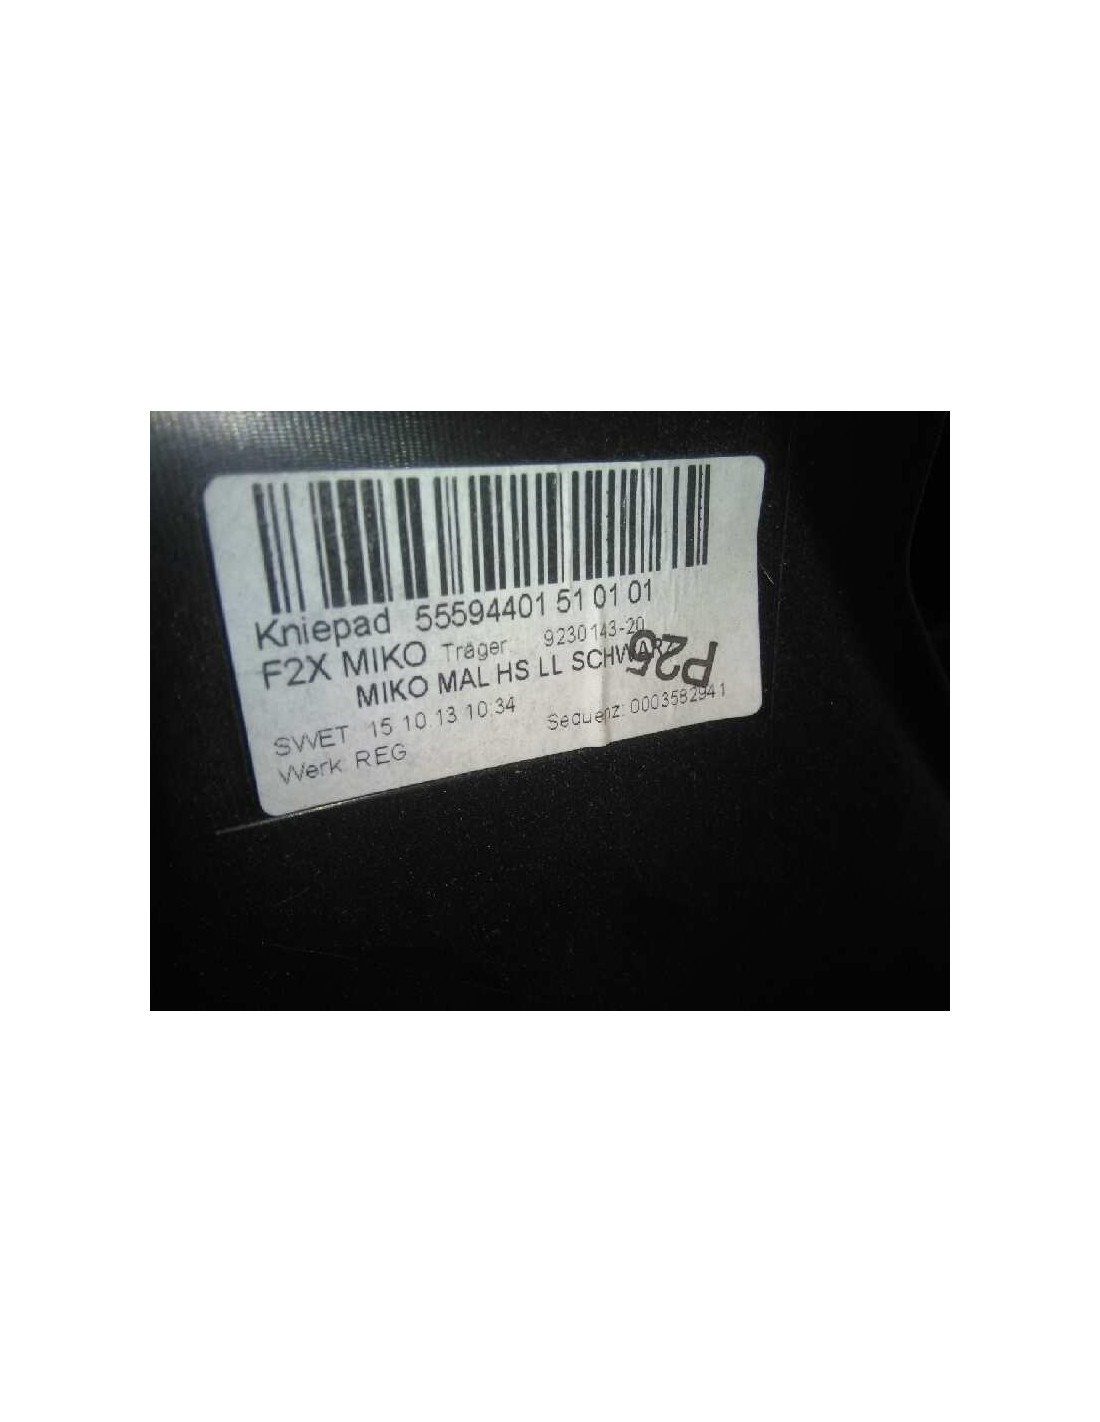 Kniepad 55594401 51 01 01
F2X MIKO Träger 9230143-20
MIKO MAL HS LL SCHWARZ
P25
SWET 15 10.13 10:34 Sequenz: 0003582941
Werk: REG